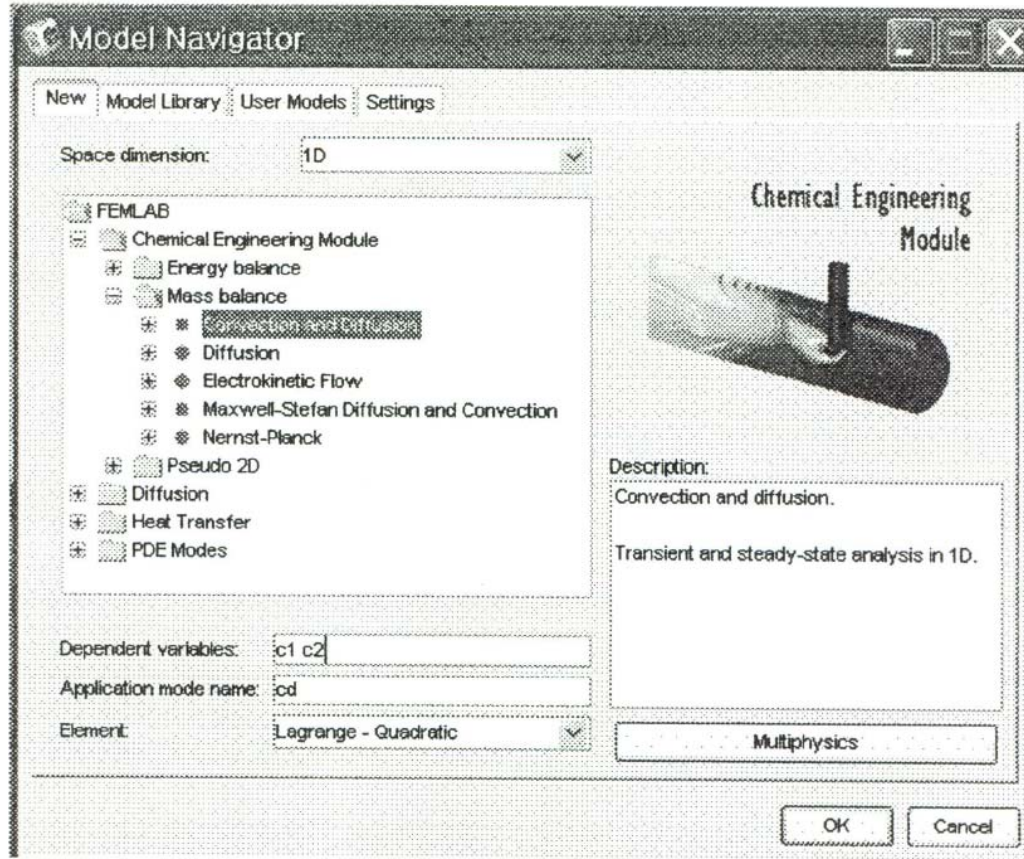 Model Navigator
New Model Library User Models Settings
Space dimension: 1D
FEMLAB
Chemical Engineering Module
Energy balance
Mass balance
Convection and Diffusion
Diffusion
Electrokinetic Flow
Maxwell-Stefan Diffusion and Convection
Nernst-Planck
Pseudo 2D
Diffusion
Heat Transfer
PDE Modes
Dependent variables: c1 c2
Application mode name: cd
Element: Lagrange - Quadratic
Chemical Engineering
Module
Description:
Convection and diffusion.
Transient and steady-state analysis in 1D.
Multiphysics
OK Cancel